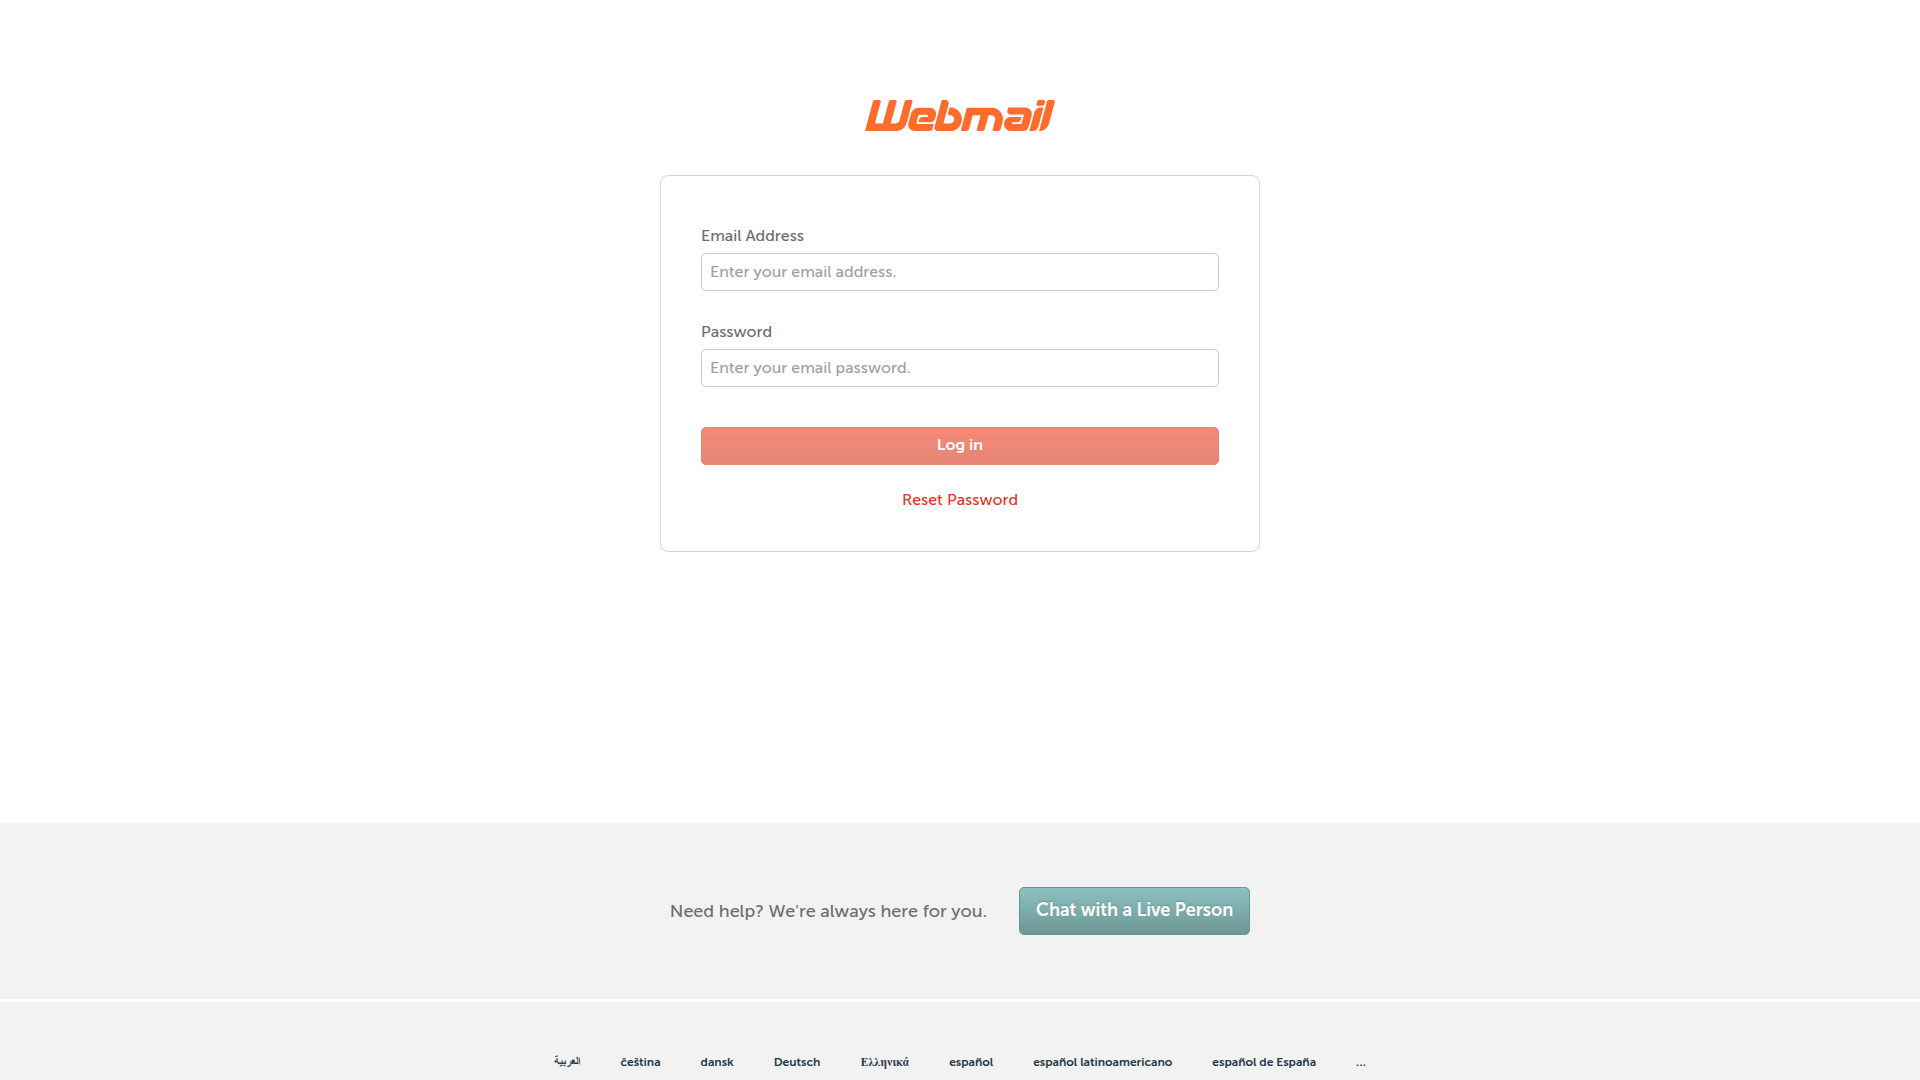 Webmail
Email Address
Enter your email address.
Password
Enter your email password.
Log in
Reset Password
Need help? We're always here for you.
Chat with a Live Person
العربية čeština dansk Deutsch Ελληνικά español español latinoamericano español de España ...